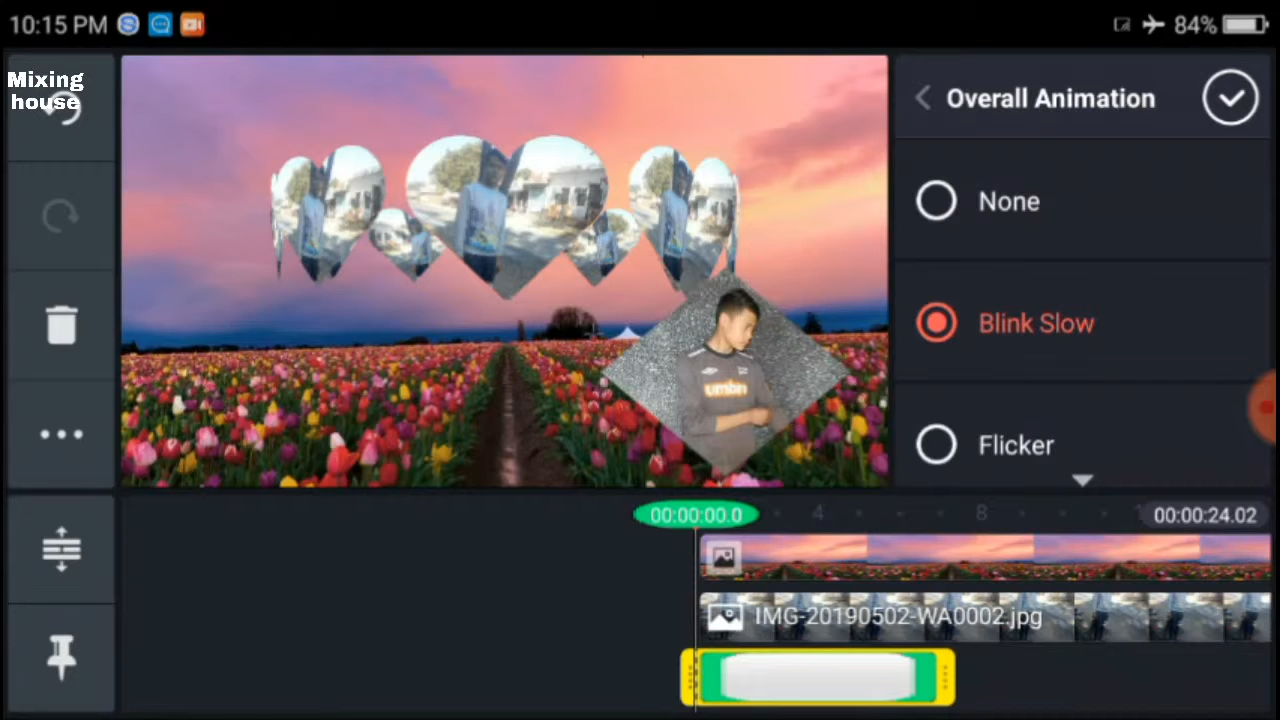 10:15 PM
84%
Mixing
house
Overall Animation
None
Blink Slow
Flicker
umbro
00:00:00.0
4
8
00:00:24.02
IMG-20190502-WA0002.jpg